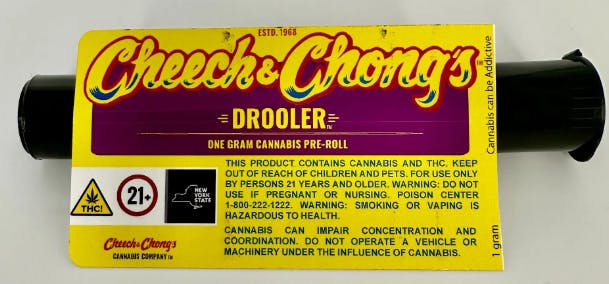 ESTD. 1968
Cheech & Chong's™
DROOLER™
ONE GRAM CANNABIS PRE-ROLL
Cannabis can be Addictive
THIS PRODUCT CONTAINS CANNABIS AND THC. KEEP
OUT OF REACH OF CHILDREN AND PETS. FOR USE ONLY
BY PERSONS 21 YEARS AND OLDER. WARNING: DO NOT
USE IF PREGNANT OR NURSING. POISON CENTER
1-800-222-1222. WARNING: SMOKING OR VAPING IS
HAZARDOUS TO HEALTH.
CANNABIS CAN IMPAIR CONCENTRATION AND
COORDINATION. DO NOT OPERATE A VEHICLE OR
MACHINERY UNDER THE INFLUENCE OF CANNABIS.
THC!
21+
NEW
YORK
STATE
Cheech & Chong's
CANNABIS COMPANY™
1 gram